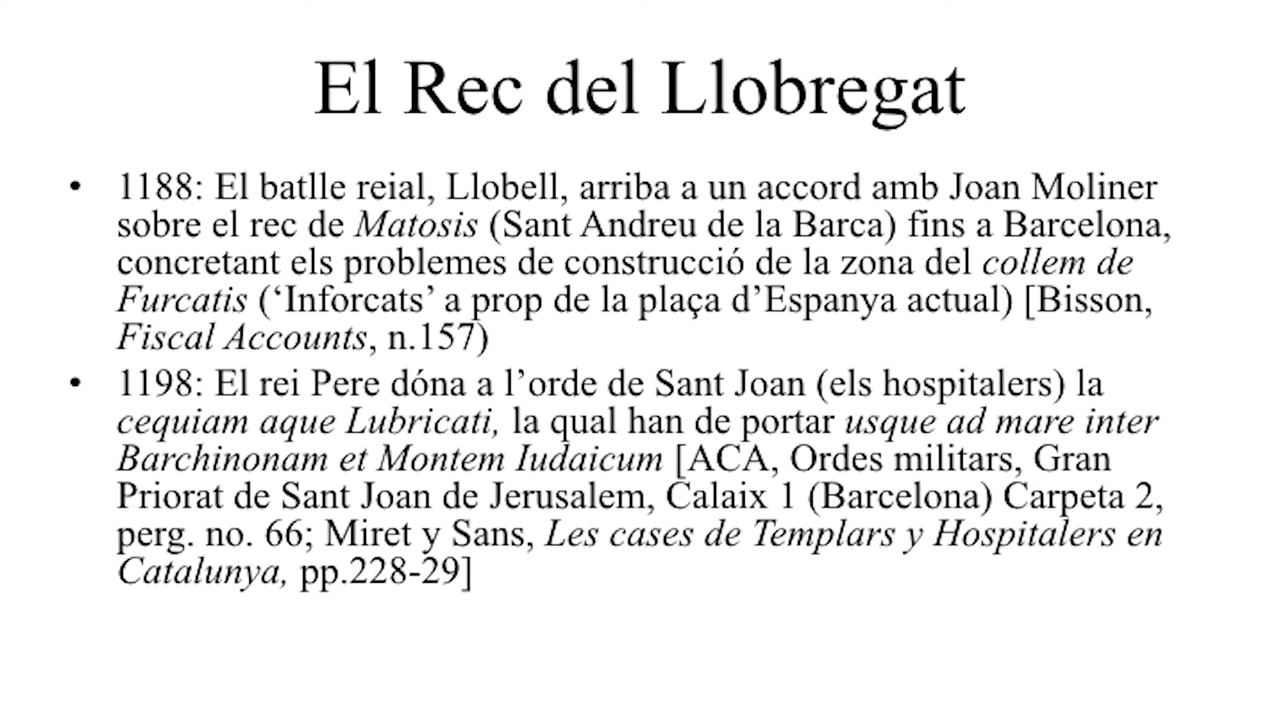 El Rec del Llobregat
• 1188: El batlle reial, Llobell, arriba a un accord amb Joan Moliner
sobre el rec de Matosis (Sant Andreu de la Barca) fins a Barcelona,
concretant els problemes de construcció de la zona del collem de
Furcatis (‘Inforcats’ a prop de la plaça d’Espanya actual) [Bisson,
Fiscal Accounts, n.157)
• 1198: El rei Pere dóna a l’orde de Sant Joan (els hospitalers) la
cequiam aque Lubricati, la qual han de portar usque ad mare inter
Barchinonam et Montem Iudaicum [ACA, Ordes militars, Gran
Priorat de Sant Joan de Jerusalem, Calaix 1 (Barcelona) Carpeta 2,
perg. no. 66; Miret y Sans, Les cases de Templars y Hospitalers en
Catalunya, pp.228-29]